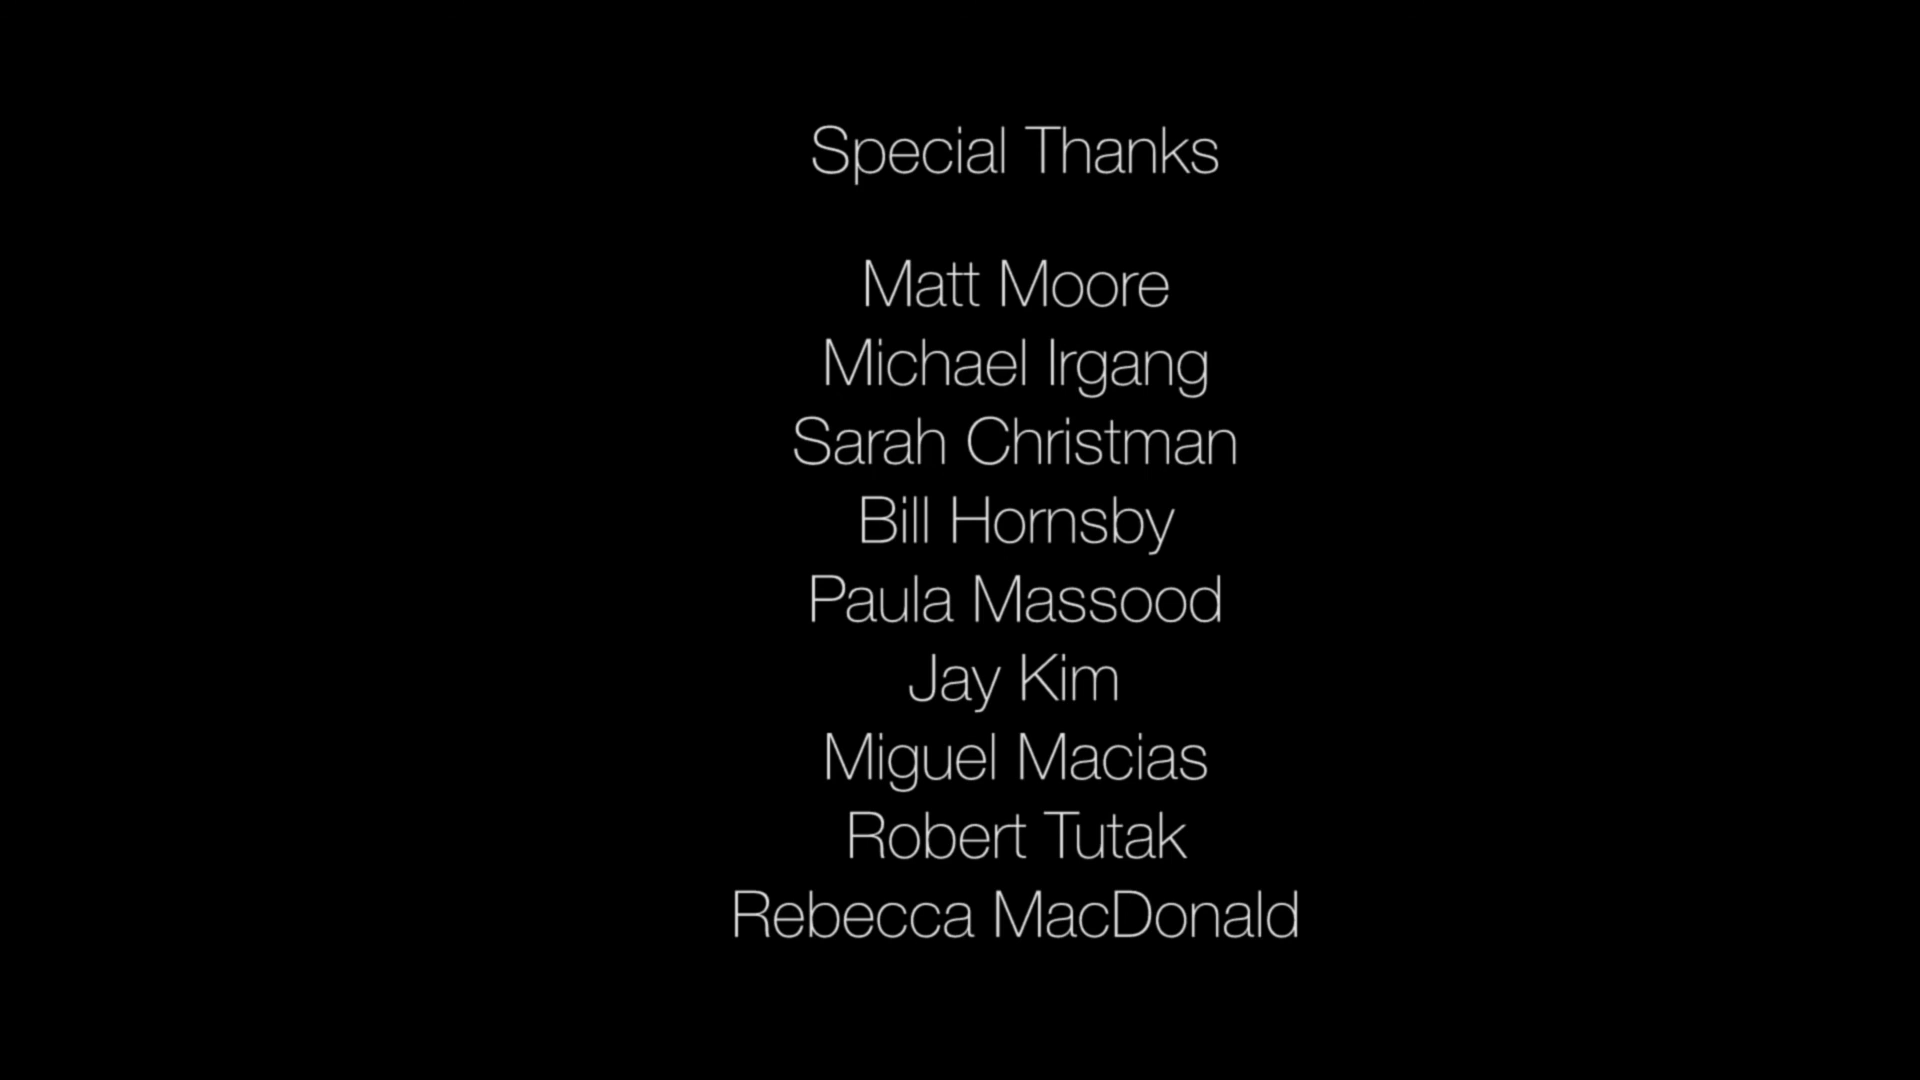 Special Thanks
Matt Moore
Michael Irgang
Sarah Christman
Bill Hornsby
Paula Massood
Jay Kim
Miguel Macias
Robert Tutak
Rebecca MacDonald